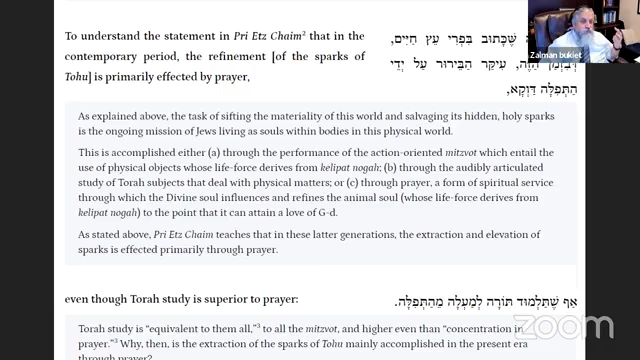 To understand the statement in Pri Etz Chaim² that in the
contemporary period, the refinement [of the sparks of
Tohu] is primarily effected by prayer,
שֶׁכָּתוּב בִּפְרִי עֵץ חַיִּים,
הַזֶּה, עִיקַּר הַבֵּירוּר עַל יְדֵי
הַתְּפִלָּה דַּוְקָא,
Zalman bukiet
As explained above, the task of sifting the materiality of this world and salvaging its hidden, holy sparks
is the ongoing mission of Jews living as souls within bodies in this physical world.
This is accomplished either (a) through the performance of the action-oriented mitzvot which entail the
use of physical objects whose life-force derives from kelipat nogah; (b) through the audibly articulated
study of Torah subjects that deal with physical matters; or (c) through prayer, a form of spiritual service
through which the Divine soul influences and refines the animal soul (whose life-force derives from
kelipat nogah) to the point that it can attain a love of G-d.
As stated above, Pri Etz Chaim teaches that in these latter generations, the extraction and elevation of
sparks is effected primarily through prayer.
even though Torah study is superior to prayer:
אַף שֶׁתַּלְמוּד תּוֹרָה לְמַעְלָה מֵהַתְּפִלָּה.
Torah study is “equivalent to them all,”³ to all the mitzvot, and higher even than “concentration in
prayer.”³ Why, then, is the extraction of the sparks of Tohu mainly accomplished in the present era
through prayer?
zoom